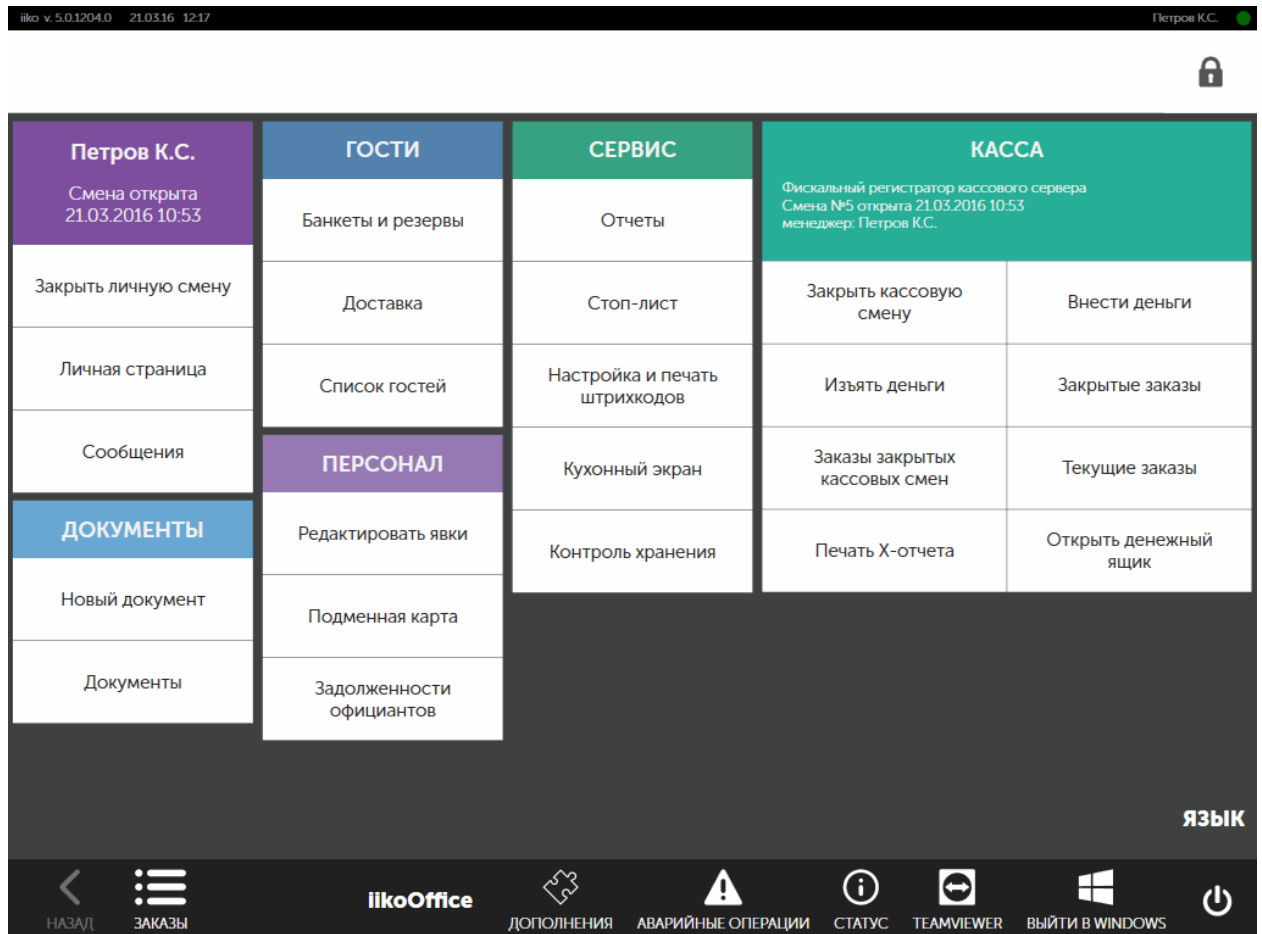 iiko v. 5.0.1204.0 21.03.16 12:17
Петров К.С.
Петров К.С.
Смена открыта
21.03.2016 10:53
Закрыть личную смену
Личная страница
Сообщения
ДОКУМЕНТЫ
Новый документ
Документы
ГОСТИ
Банкеты и резервы
Доставка
Список гостей
ПЕРСОНАЛ
Редактировать явки
Подменная карта
Задолженности
официантов
СЕРВИС
Отчеты
Стоп-лист
Настройка и печать
штрихкодов
Кухонный экран
Контроль хранения
КАССА
Фискальный регистратор кассового сервера
Смена №5 открыта 21.03.2016 10:53
менеджер: Петров К.С.
Закрыть кассовую
смену
Внести деньги
Изъять деньги
Закрытые заказы
Заказы закрытых
кассовых смен
Текущие заказы
Печать Х-отчета
Открыть денежный
ящик
ЯЗЫК
НАЗАД
ЗАКАЗЫ
iikoOffice
ДОПОЛНЕНИЯ
АВАРИЙНЫЕ ОПЕРАЦИИ
СТАТУС
TEAMVIEWER
ВЫЙТИ В WINDOWS